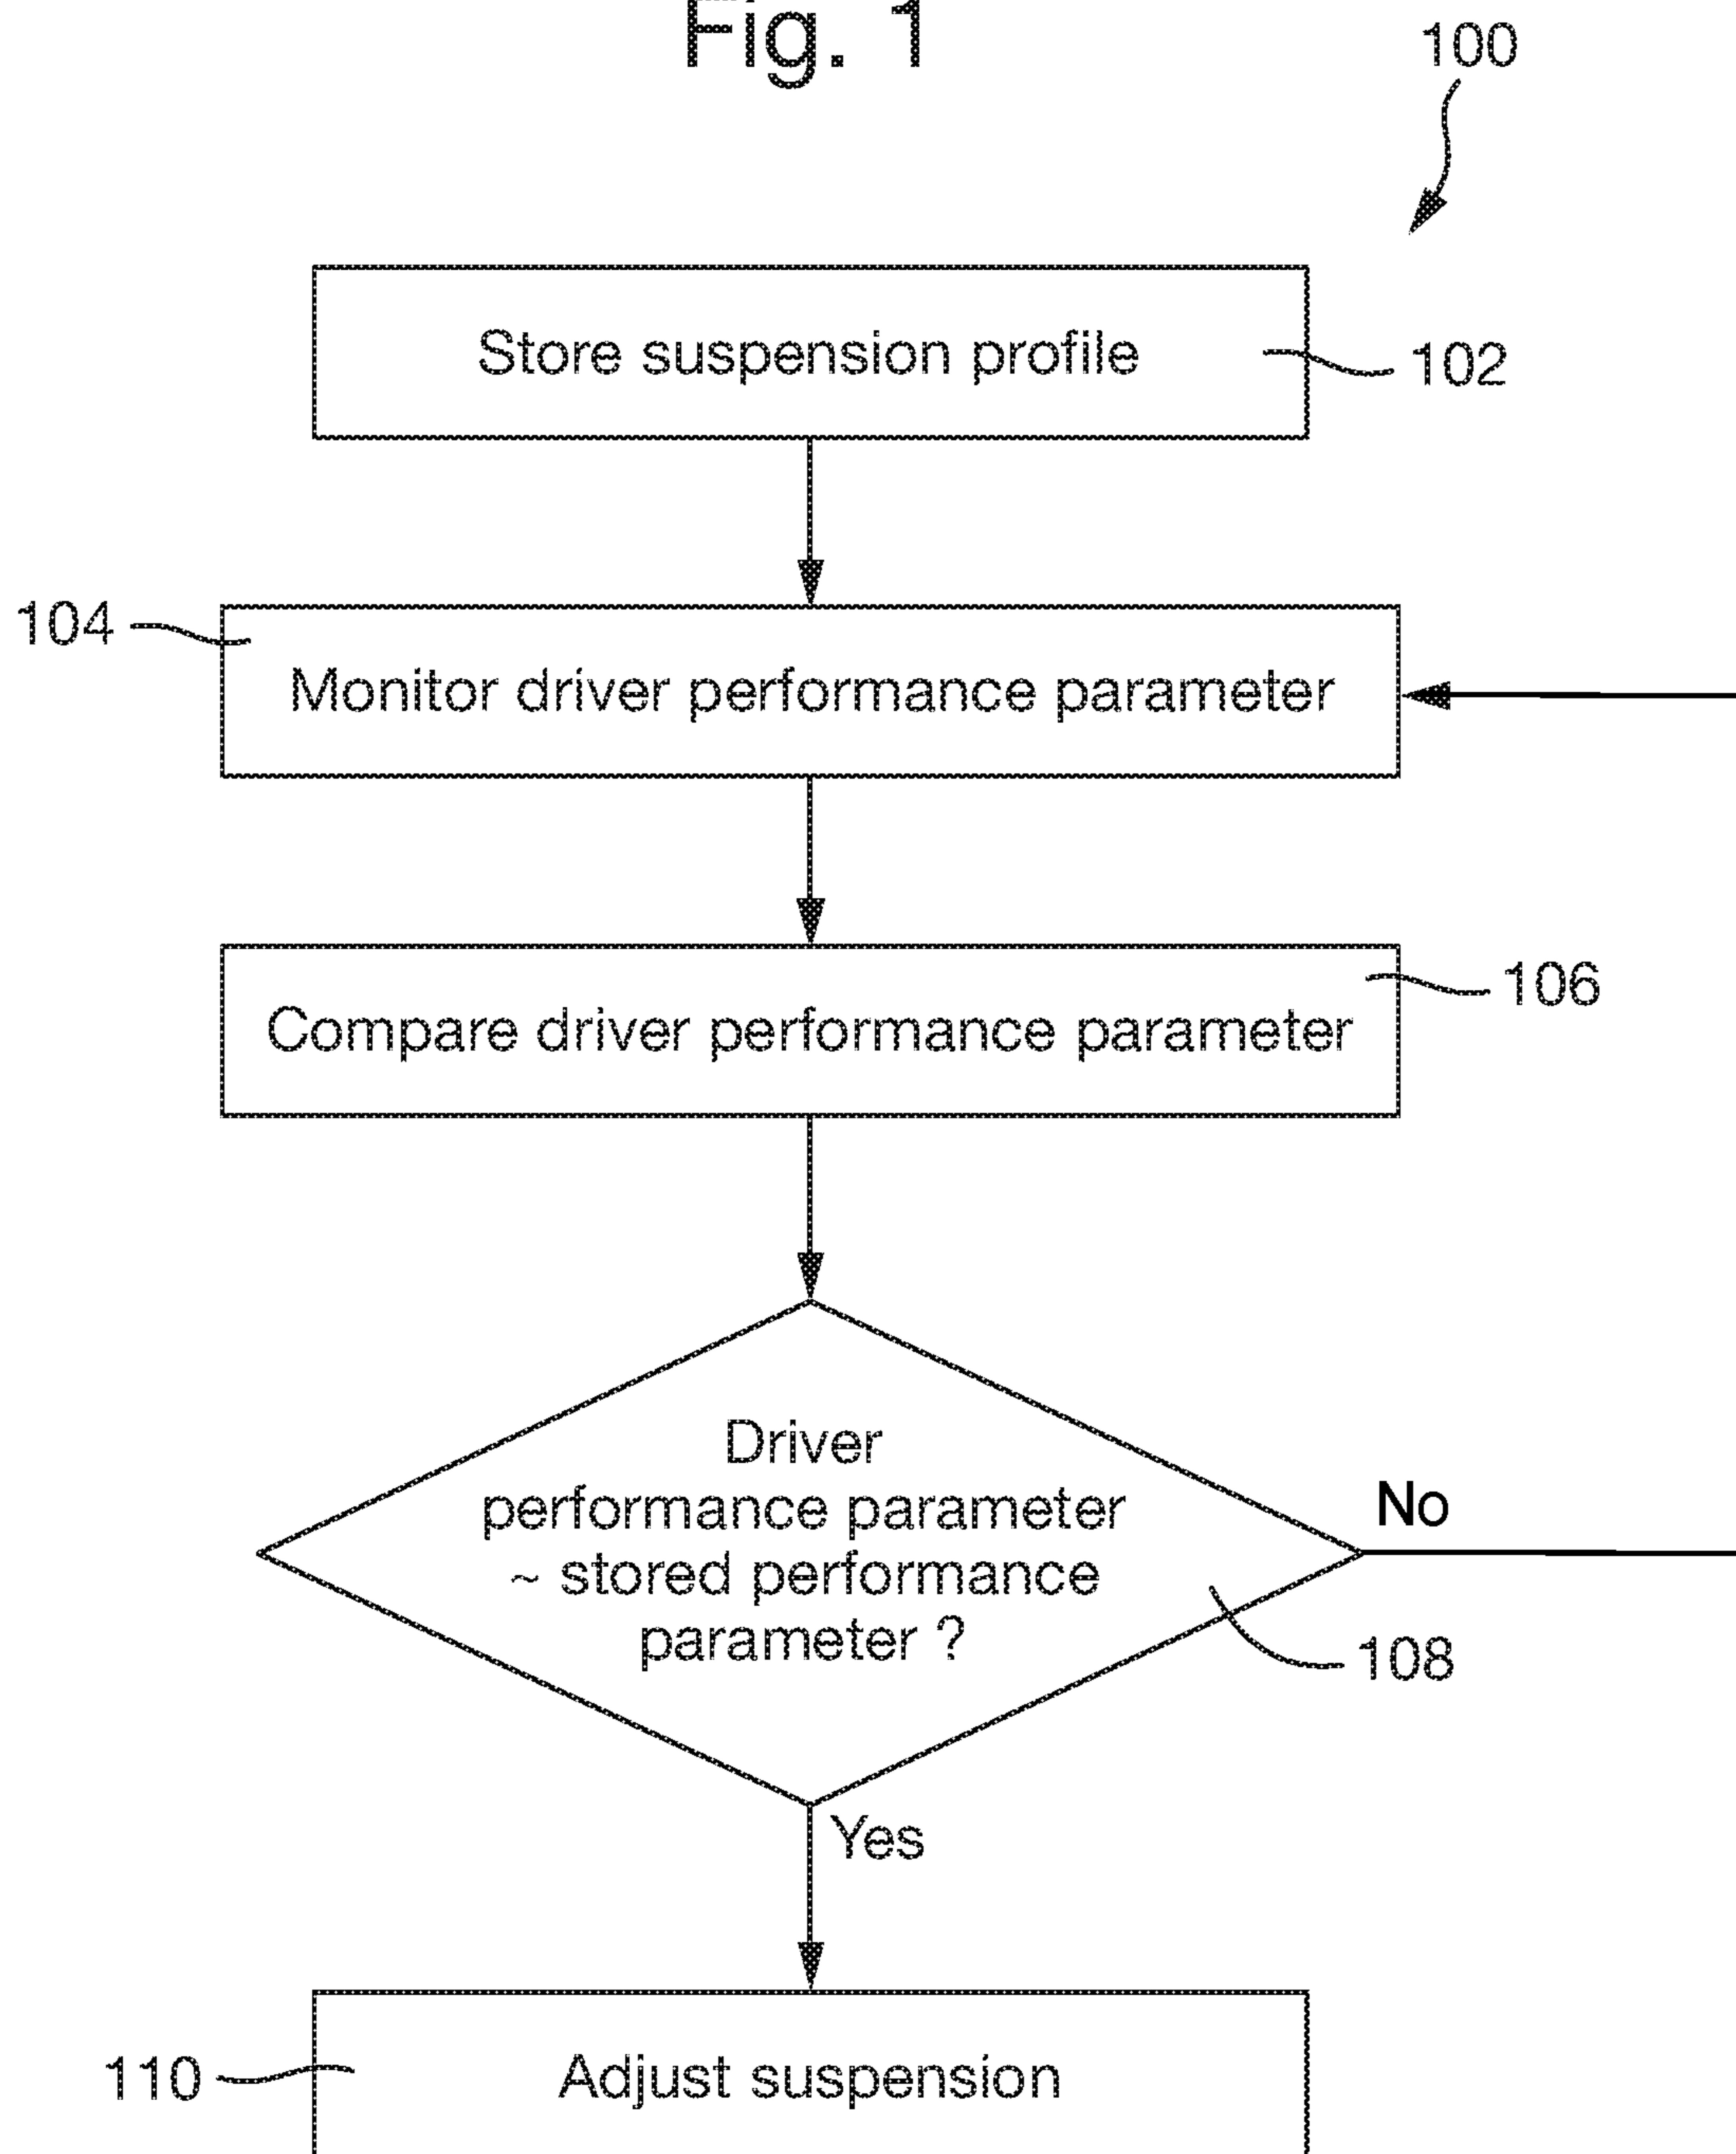 Fig. 1
100
Store suspension profile
102
104
Monitor driver performance parameter
106
Compare driver performance parameter
Driver
performance parameter
~ stored performance
parameter ?
No
108
Yes
110
Adjust suspension